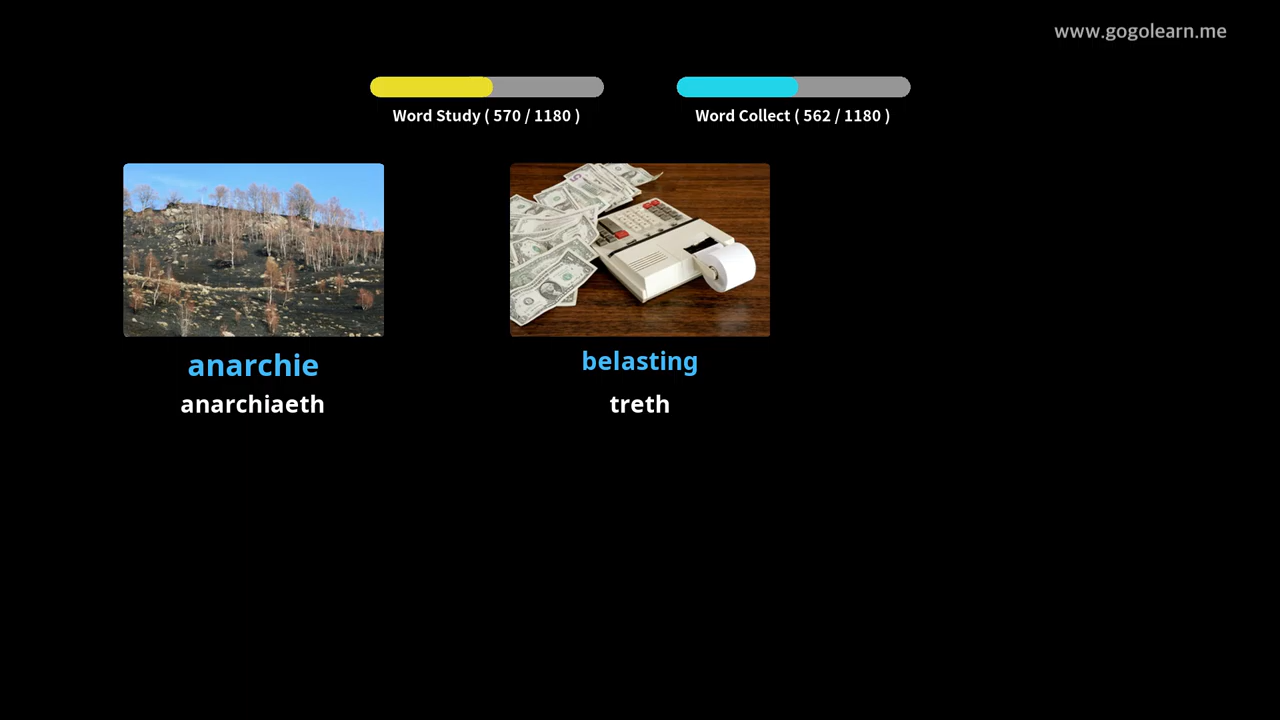 www.gogolearn.me
Word Study ( 570 / 1180 )
Word Collect ( 562 / 1180 )
anarchie
anarchiaeth
belasting
treth